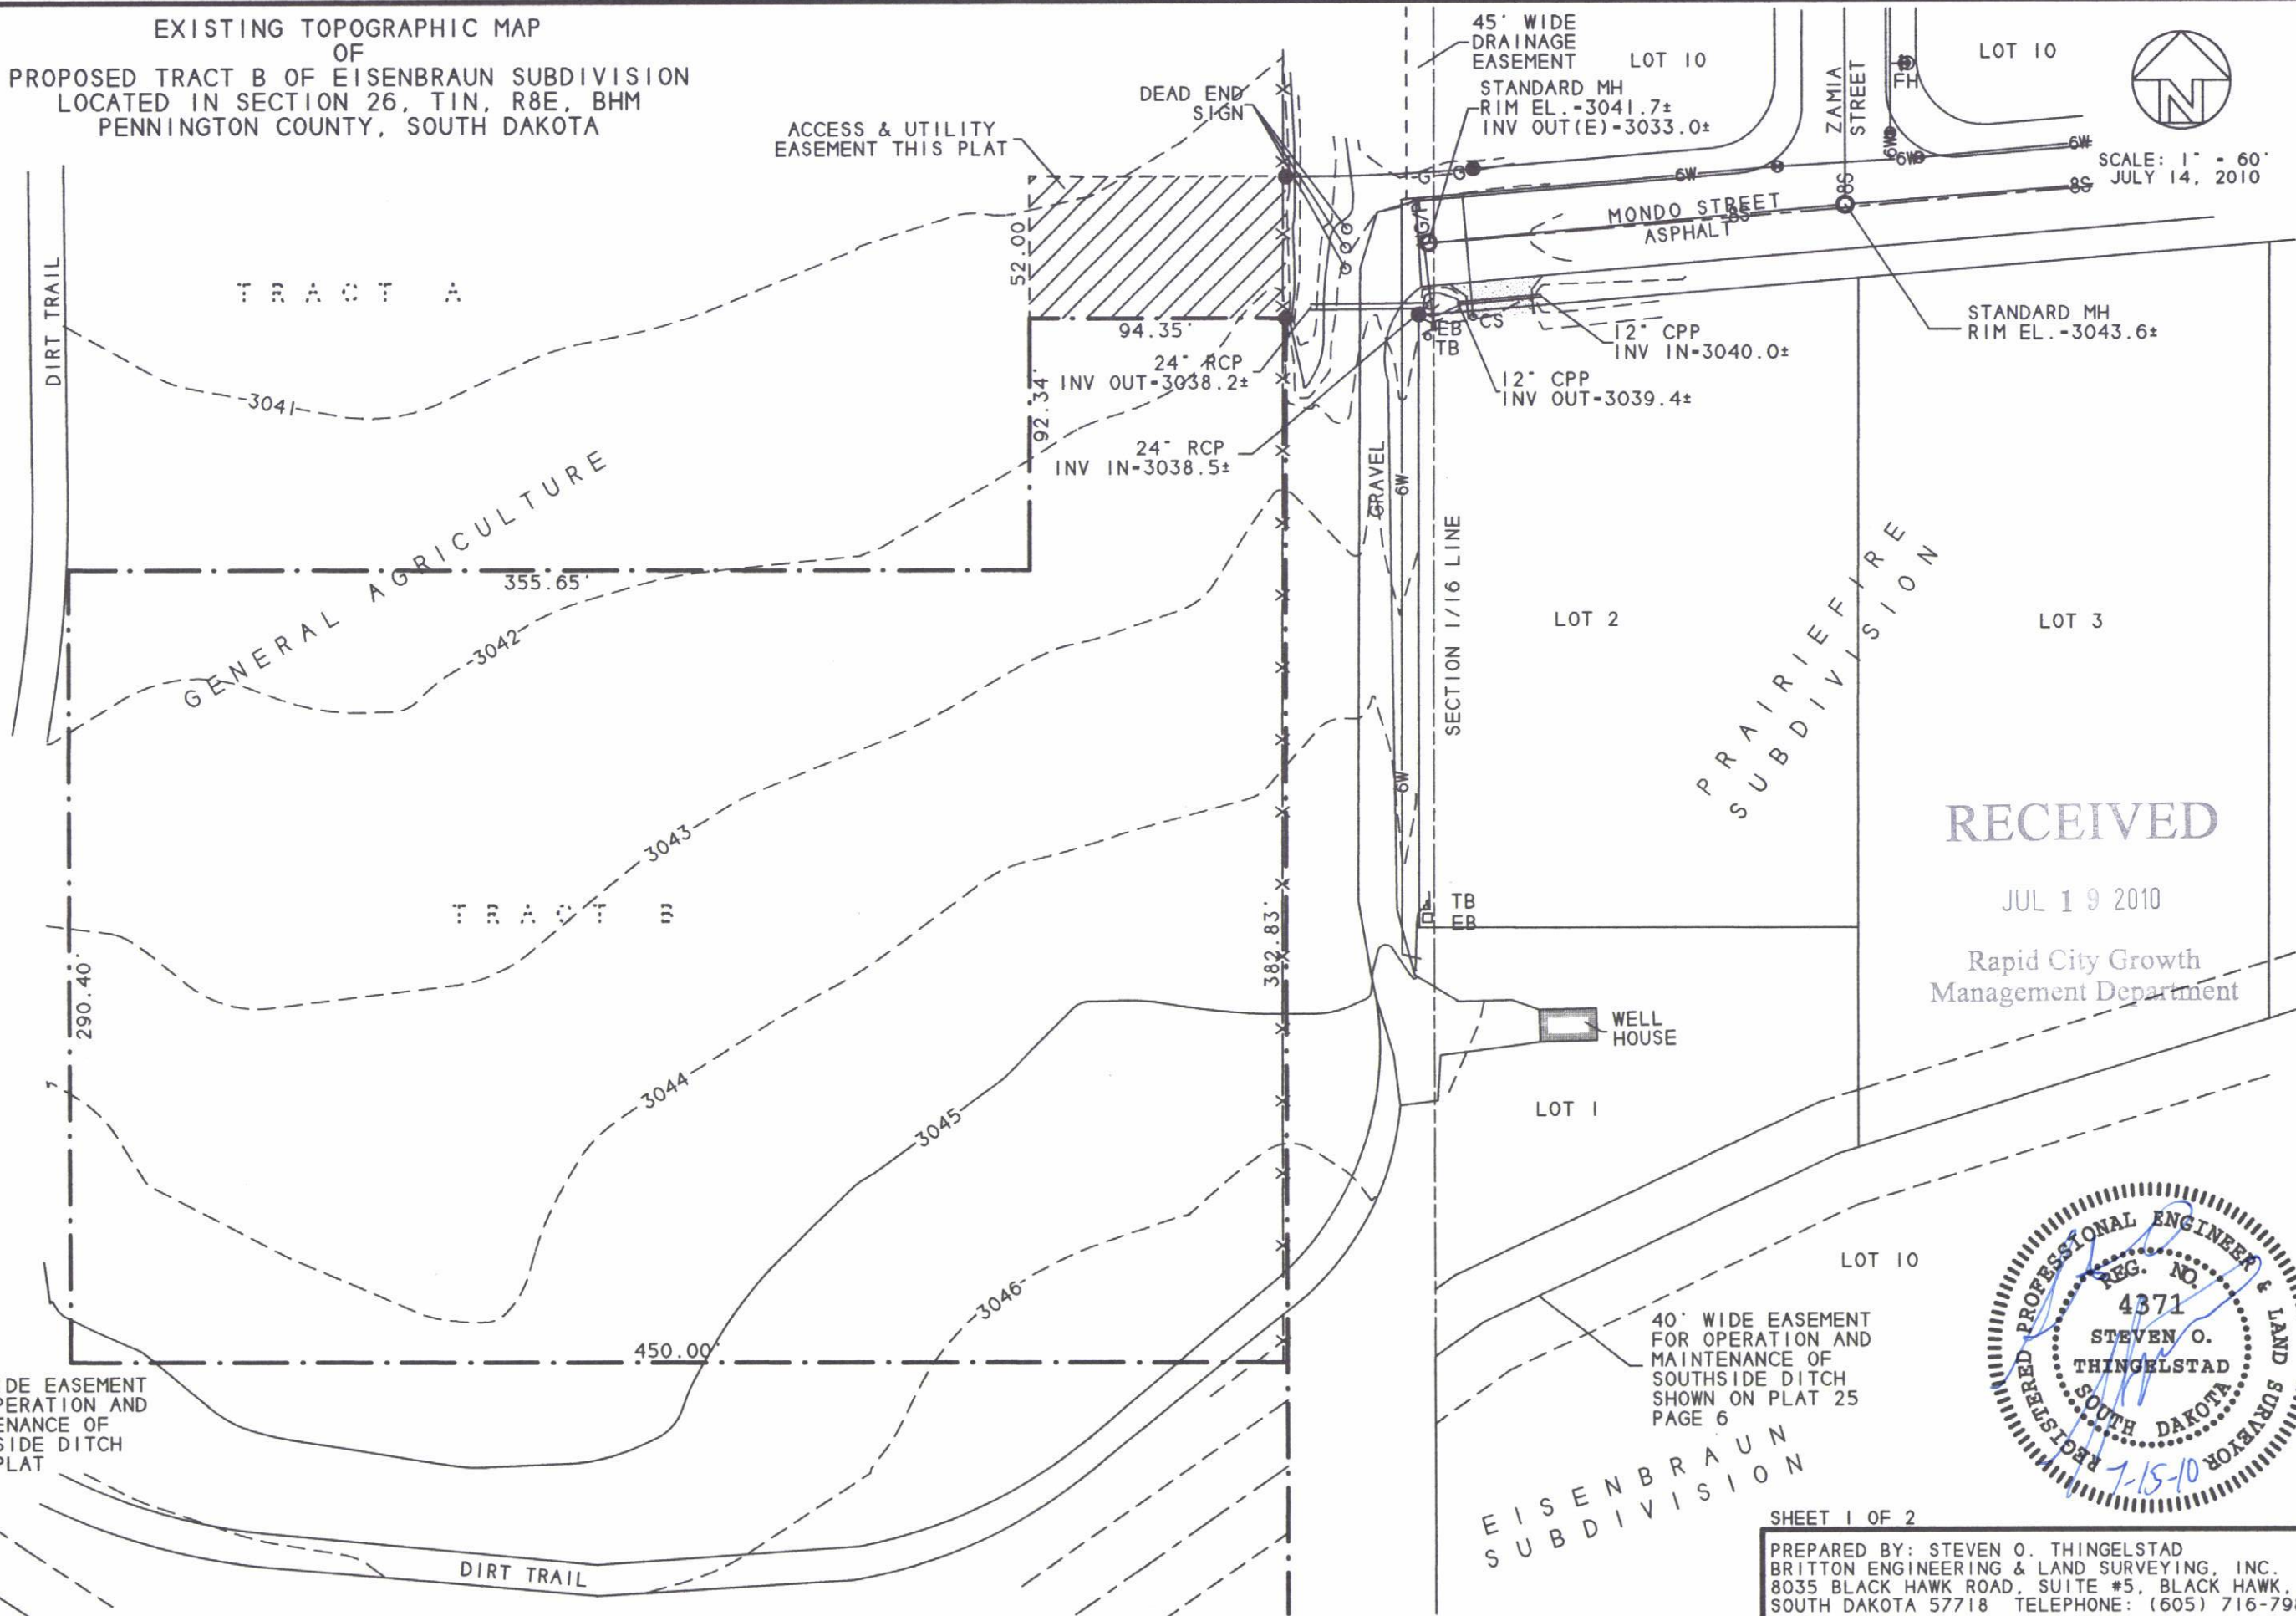 EXISTING TOPOGRAPHIC MAP
OF
PROPOSED TRACT B OF EISENBRAUN SUBDIVISION
LOCATED IN SECTION 26, T1N, R8E, BHM
PENNINGTON COUNTY, SOUTH DAKOTA
ACCESS & UTILITY
EASEMENT THIS PLAT
DEAD END
SIGN
45' WIDE
DRAINAGE
EASEMENT
LOT 10
STANDARD MH
RIM EL.-3041.7±
INV OUT(E)-3033.0±
ZAMIA
STREET
FH
LOT 10
N
SCALE: 1" - 60'
JULY 14, 2010
6W
6W
6W
6W
8S
8S
8S
G
G
G/P
MONDO STREET
ASPHALT
STANDARD MH
RIM EL.-3043.6±
DIRT TRAIL
TRACT A
52.00
94.35'
92.34'
24" RCP
INV OUT-3038.2±
24" RCP
INV IN-3038.5±
EB
TB
CS
12" CPP
INV IN-3040.0±
12" CPP
INV OUT-3039.4±
3041
GENERAL AGRICULTURE
355.65'
3042
GRAVEL
6W
SECTION 1/16 LINE
LOT 2
LOT 3
PRAIRIEFIRE
SUBDIVISION
6W
3043
TRACT B
290.40'
382.83'
TB
EB
RECEIVED
JUL 19 2010
Rapid City Growth
Management Department
WELL
HOUSE
3044
3045
LOT 1
3046
450.00'
LOT 10
40' WIDE EASEMENT
FOR OPERATION AND
MAINTENANCE OF
SOUTHSIDE DITCH
SHOWN ON PLAT 25
PAGE 6
DE EASEMENT
PERATION AND
ENANCE OF
SIDE DITCH
PLAT
DIRT TRAIL
EISENBRAUN
SUBDIVISION
REGISTERED PROFESSIONAL ENGINEER & LAND SURVEYOR
REG. NO.
4371
STEVEN O.
THINGELSTAD
SOUTH DAKOTA
7-15-10
SHEET 1 OF 2
PREPARED BY: STEVEN O. THINGELSTAD
BRITTON ENGINEERING & LAND SURVEYING, INC.
8035 BLACK HAWK ROAD, SUITE #5, BLACK HAWK,
SOUTH DAKOTA 57718 TELEPHONE: (605) 716-79